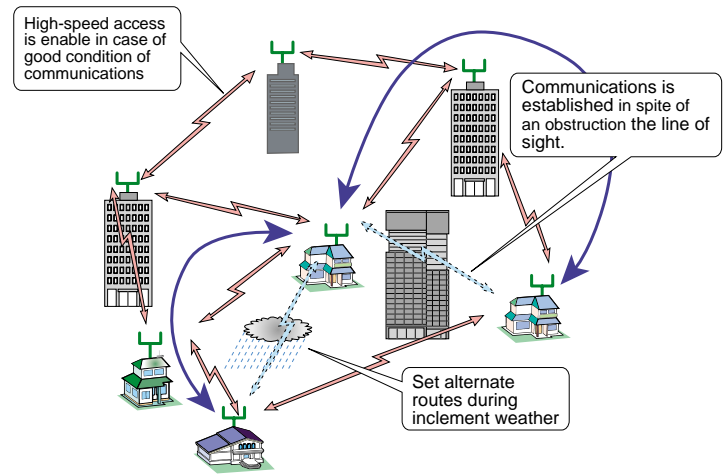 High-speed access
is enable in case of
good condition of
communications
Communications is
established in spite of
an obstruction the line of
sight.
Set alternate
routes during
inclement weather